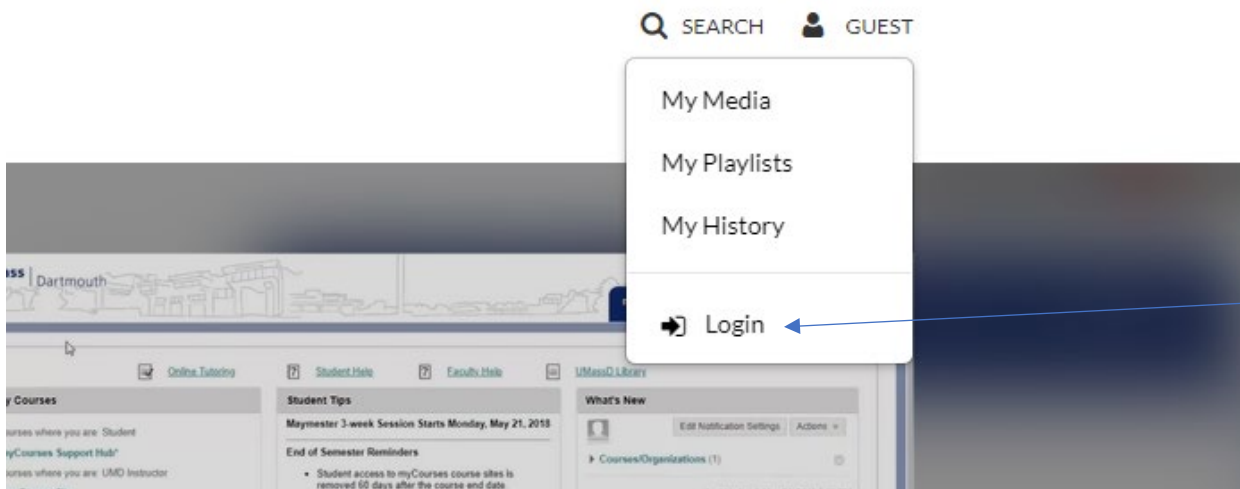 SEARCH GUEST
My Media
My Playlists
My History
Login
Dartmouth
Online Tutoring Student Help Faculty Help UMassD Library
y Courses Student Tips What's New
Maymester 3-week Session Starts Monday, May 21, 2018
Edit Notification Settings Actions
courses where you are: Student
End of Semester Reminders
Courses/Organizations (1)
yCourses Support Hub*
• Student access to myCourses course sites is
removed 60 days after the course end date
courses where you are: UMD Instructor